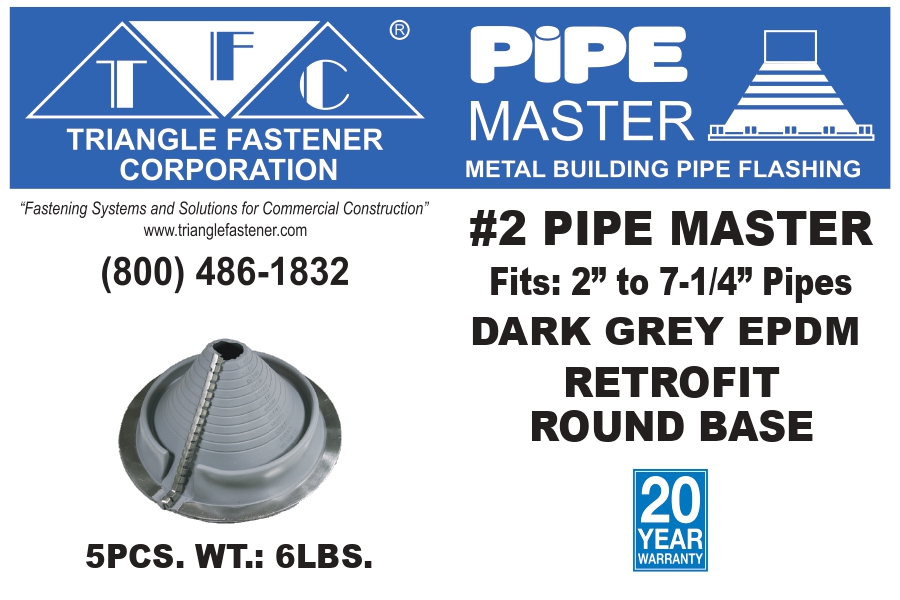 TFC ®
TRIANGLE FASTENER
CORPORATION
PiPE
MASTER
METAL BUILDING PIPE FLASHING
“Fastening Systems and Solutions for Commercial Construction”
www.trianglefastener.com
(800) 486-1832
5PCS. WT.: 6LBS.
#2 PIPE MASTER
Fits: 2” to 7-1/4” Pipes
DARK GREY EPDM
RETROFIT
ROUND BASE
20
YEAR
WARRANTY